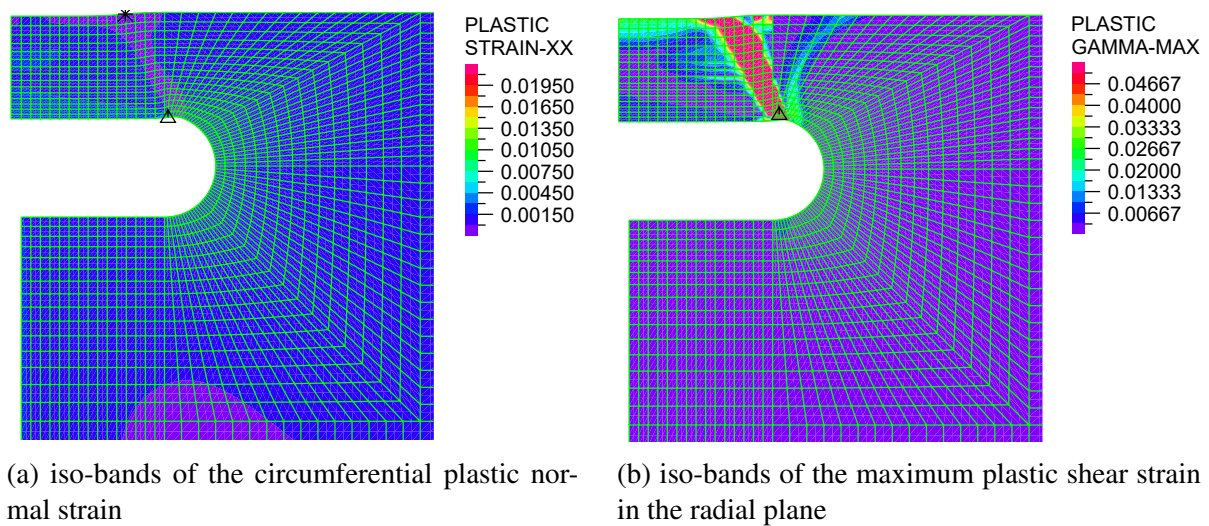 PLASTIC
STRAIN-XX
0.01950
0.01650
0.01350
0.01050
0.00750
0.00450
0.00150
PLASTIC
GAMMA-MAX
0.04667
0.04000
0.03333
0.02667
0.02000
0.01333
0.00667
(a) iso-bands of the circumferential plastic nor-
mal strain
(b) iso-bands of the maximum plastic shear strain
in the radial plane